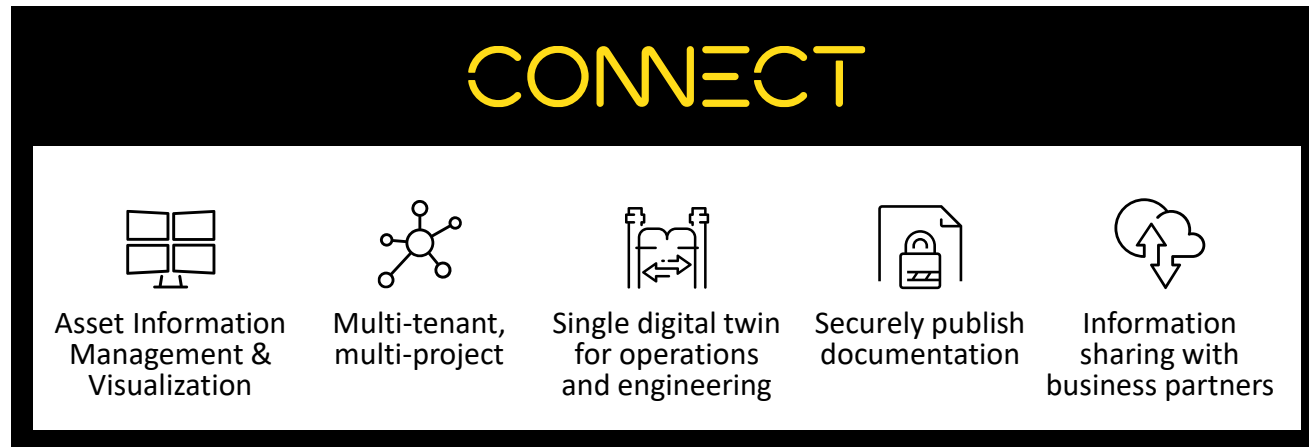 CONNECT
Asset Information
Management &
Visualization
Multi-tenant,
multi-project
Single digital twin
for operations
and engineering
Securely publish
documentation
Information
sharing with
business partners